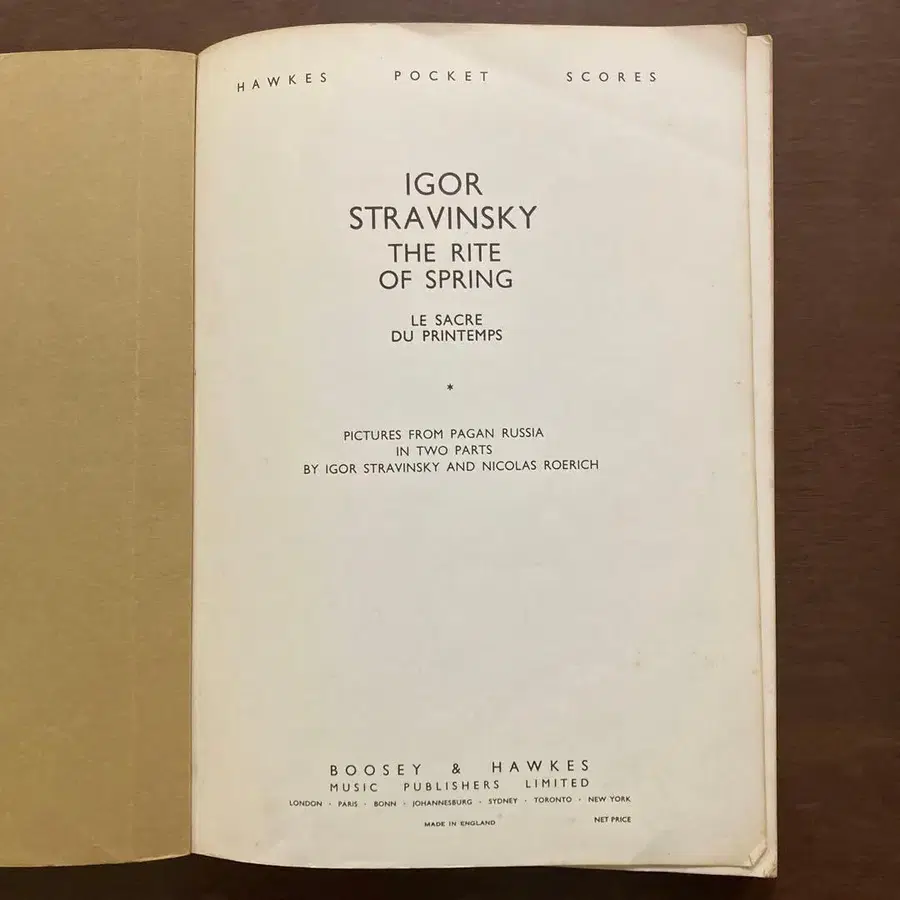 HAWKES POCKET SCORES
IGOR
STRAVINSKY
THE RITE
OF SPRING
LE SACRE
DU PRINTEMPS
*
PICTURES FROM PAGAN RUSSIA
IN TWO PARTS
BY IGOR STRAVINSKY AND NICOLAS ROERICH
BOOSEY & HAWKES
MUSIC PUBLISHERS LIMITED
LONDON · PARIS · BONN · JOHANNESBURG · SYDNEY · TORONTO · NEW YORK
MADE IN ENGLAND NET PRICE